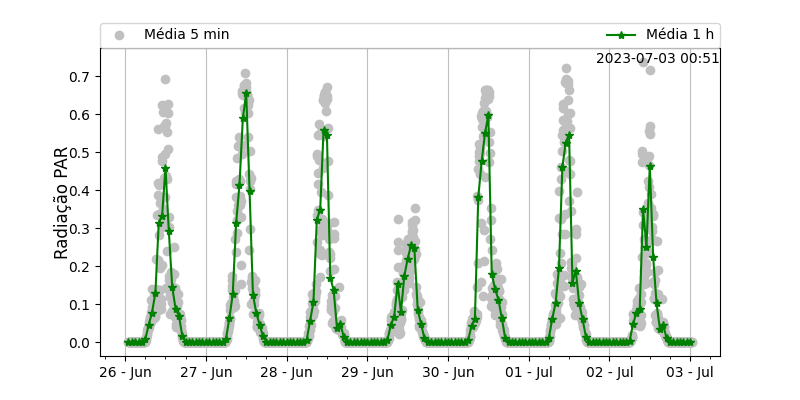 Média 5 min
Média 1 h
2023-07-03 00:51
Radiação PAR
0.7
0.6
0.5
0.4
0.3
0.2
0.1
0.0
26 - Jun
27 - Jun
28 - Jun
29 - Jun
30 - Jun
01 - Jul
02 - Jul
03 - Jul